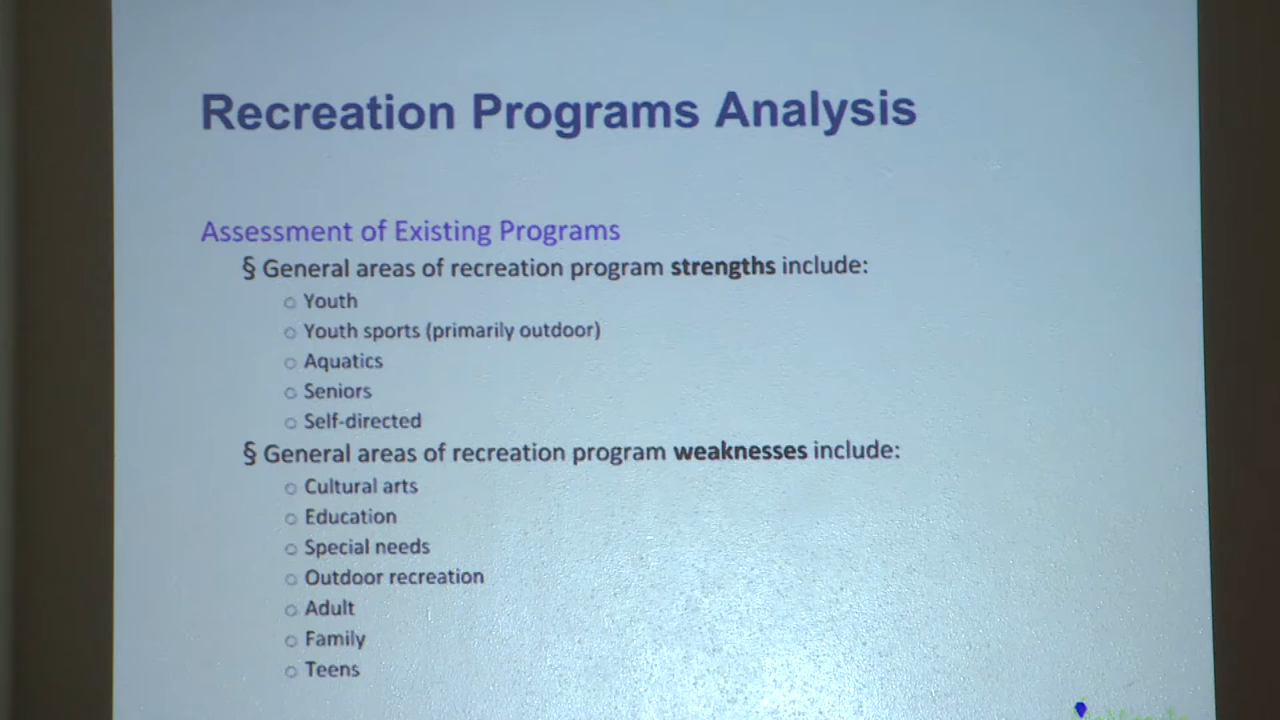 Recreation Programs Analysis
Assessment of Existing Programs
§ General areas of recreation program strengths include:
○ Youth
○ Youth sports (primarily outdoor)
○ Aquatics
○ Seniors
○ Self-directed
§ General areas of recreation program weaknesses include:
○ Cultural arts
○ Education
○ Special needs
○ Outdoor recreation
○ Adult
○ Family
○ Teens